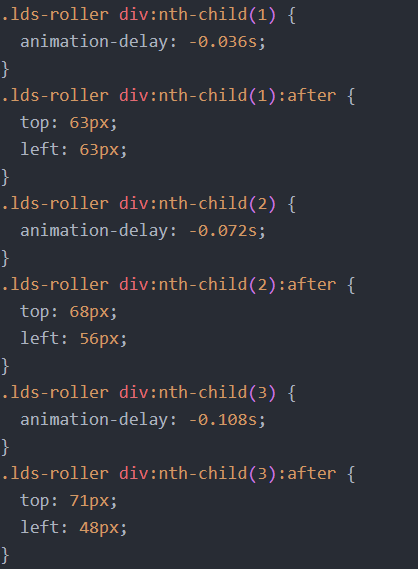 .lds-roller div:nth-child(1) {
  animation-delay: -0.036s;
}
.lds-roller div:nth-child(1):after {
  top: 63px;
  left: 63px;
}
.lds-roller div:nth-child(2) {
  animation-delay: -0.072s;
}
.lds-roller div:nth-child(2):after {
  top: 68px;
  left: 56px;
}
.lds-roller div:nth-child(3) {
  animation-delay: -0.108s;
}
.lds-roller div:nth-child(3):after {
  top: 71px;
  left: 48px;
}